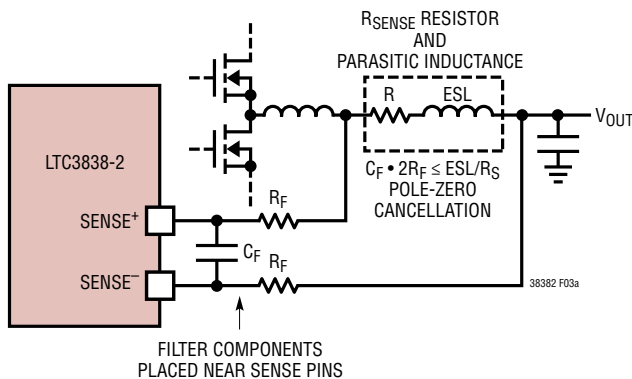 RSENSE RESISTOR
AND
PARASITIC INDUCTANCE
R
ESL
VOUT
LTC3838-2
CF • 2RF ≤ ESL/RS
POLE-ZERO
CANCELLATION
SENSE+
RF
CF
SENSE–
RF
38382 F03a
FILTER COMPONENTS
PLACED NEAR SENSE PINS